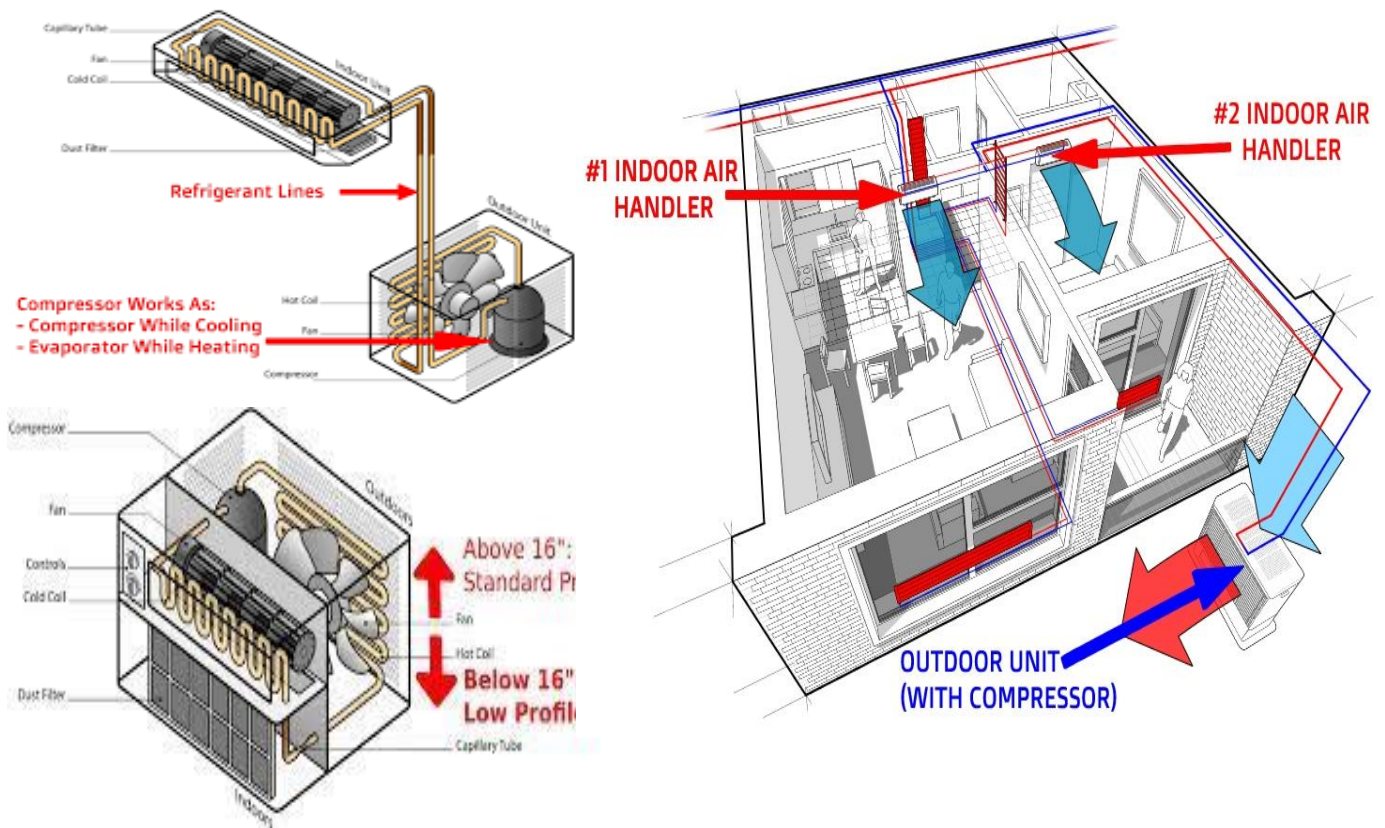 Capillary Tube
Fan
Cold Coil
Indoor Unit
Dust Filter
Refrigerant Lines
Outdoor Unit
Hot Coil
Fan
Compressor
Compressor Works As:
- Compressor While Cooling
- Evaporator While Heating
Compressor
Fan
Controls
Cold Coil
Dust Filter
Outdoors
Above 16":
Standard Pr
Fan
Hot Coil
Below 16"
Low Profile
Capillary Tube
Indoors
#1 INDOOR AIR
HANDLER
#2 INDOOR AIR
HANDLER
OUTDOOR UNIT
(WITH COMPRESSOR)